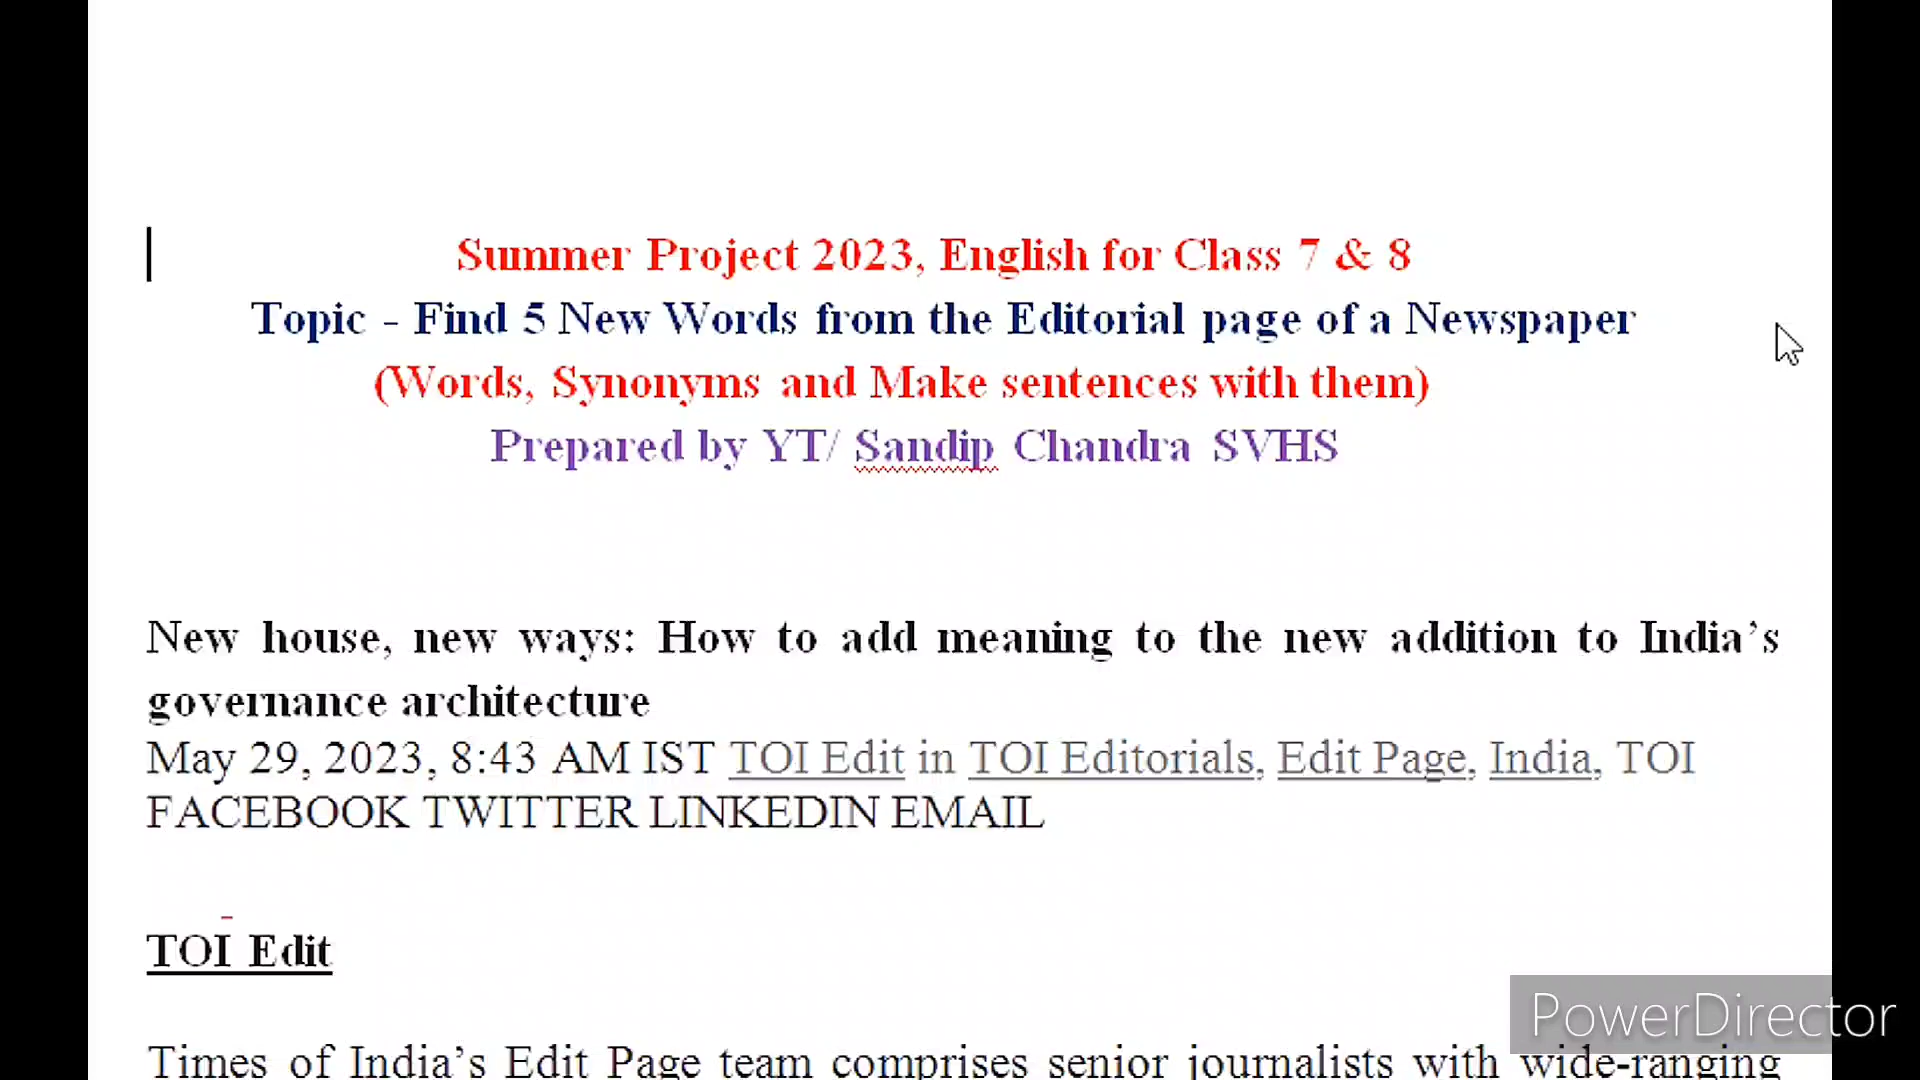 Summer Project 2023, English for Class 7 & 8
Topic - Find 5 New Words from the Editorial page of a Newspaper
(Words, Synonyms and Make sentences with them)
Prepared by YT/ Sandip Chandra SVHS
New house, new ways: How to add meaning to the new addition to India’s
governance architecture
May 29, 2023, 8:43 AM IST TOI Edit in TOI Editorials, Edit Page, India, TOI
FACEBOOK TWITTER LINKEDIN EMAIL
TOI Edit
Times of India’s Edit Page team comprises senior journalists with wide-ranging
PowerDirector